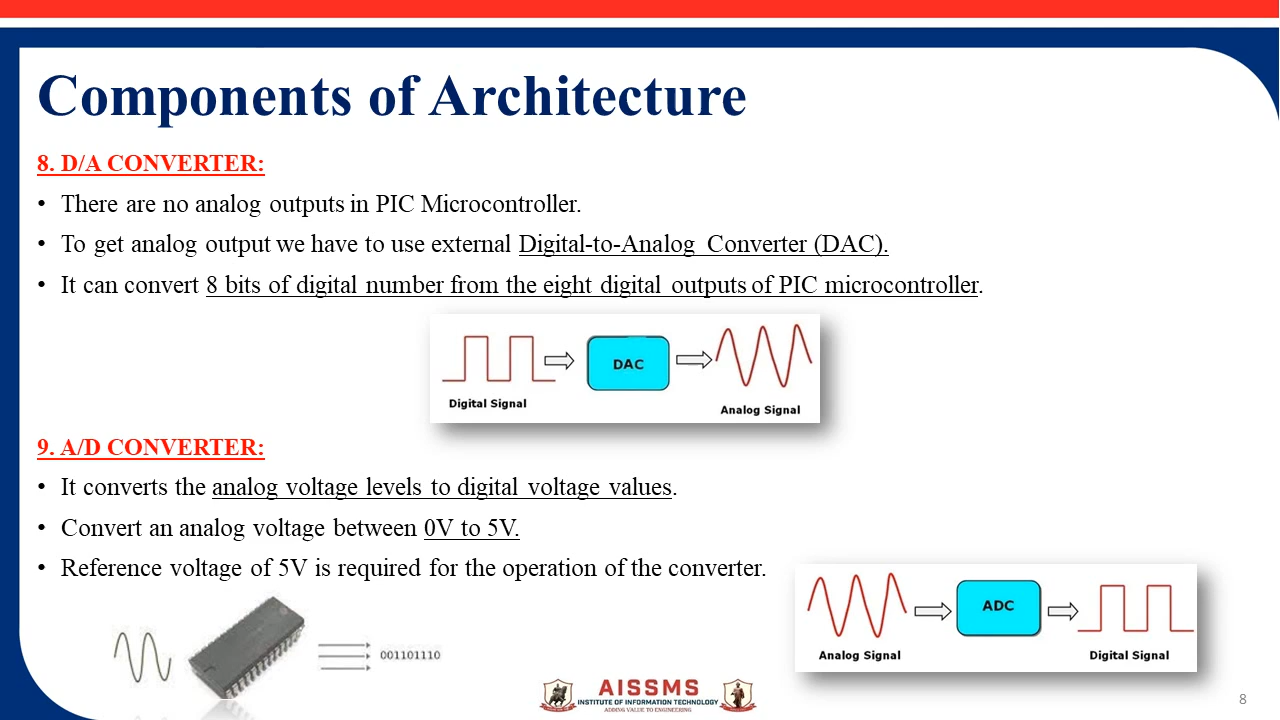 Components of Architecture
8. D/A CONVERTER:
• There are no analog outputs in PIC Microcontroller.
• To get analog output we have to use external Digital-to-Analog Converter (DAC).
• It can convert 8 bits of digital number from the eight digital outputs of PIC microcontroller.
DAC
Digital Signal
Analog Signal
9. A/D CONVERTER:
• It converts the analog voltage levels to digital voltage values.
• Convert an analog voltage between 0V to 5V.
• Reference voltage of 5V is required for the operation of the converter.
001101110
ADC
Analog Signal
Digital Signal
AISSMS
INSTITUTE OF INFORMATION TECHNOLOGY
ADDING VALUE TO ENGINEERING
8